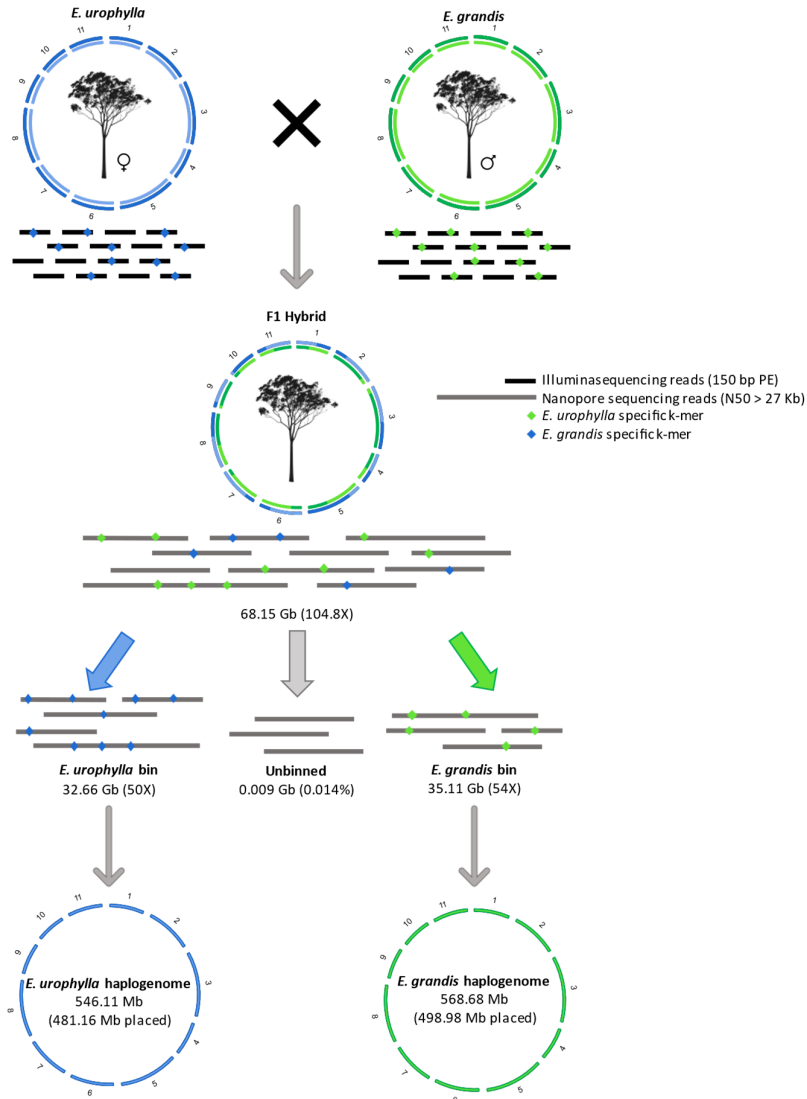 E. urophylla
E. grandis
11 1 2 3 4 5 6 7 8 9 10
♀
11 1 2 3 4 5 6 7 8 9 10
♂
F1 Hybrid
11 1 2 3 4 5 6 7 8 9 10
Illuminasequencing reads (150 bp PE)
Nanopore sequencing reads (N50 > 27 Kb)
E. urophylla specifick-mer
E. grandis specifick-mer
68.15 Gb (104.8X)
E. urophylla bin
32.66 Gb (50X)
Unbinned
0.009 Gb (0.014%)
E. grandis bin
35.11 Gb (54X)
11 1 2 3 4 5 6 7 8 9 10
E. urophylla haplogenome
546.11 Mb
(481.16 Mb placed)
11 1 2 3 4 5 6 7 8 9 10
E. grandis haplogenome
568.68 Mb
(498.98 Mb placed)